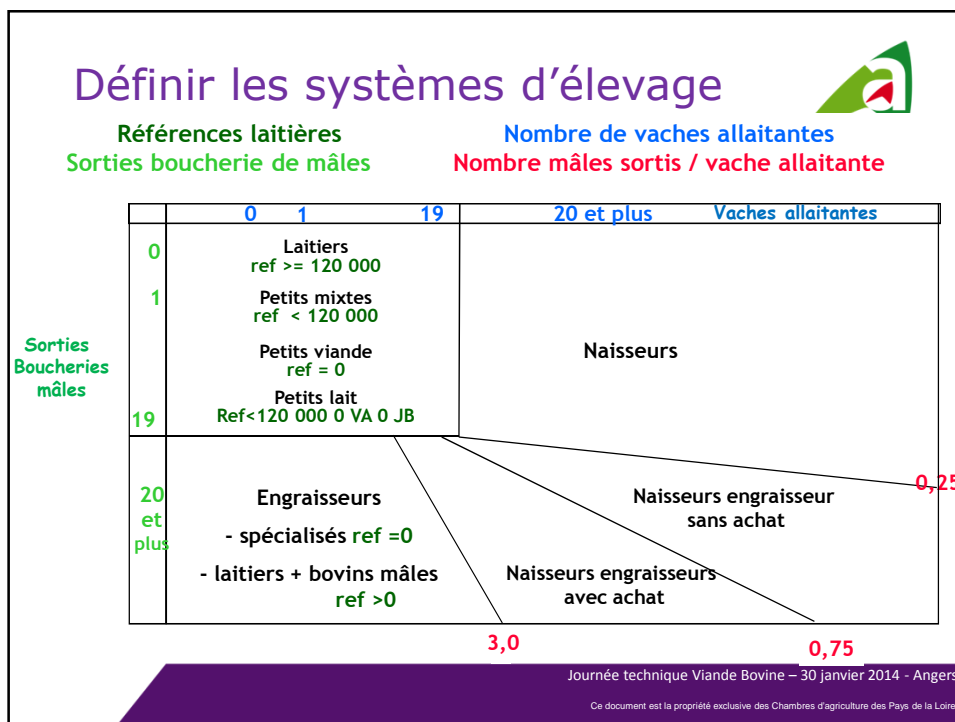 Définir les systèmes d'élevage
Références laitières
Sorties boucherie de mâles
Nombre de vaches allaitantes
Nombre mâles sortis / vache allaitante
0 1 19 20 et plus Vaches allaitantes
0
1
19
20
et
plus
Sorties
Boucheries
mâles
Laitiers
ref >= 120 000
Petits mixtes
ref < 120 000
Petits viande
ref = 0
Petits lait
Ref<120 000 0 VA 0 JB
Naisseurs
Engraisseurs
- spécialisés ref =0
- laitiers + bovins mâles
ref >0
Naisseurs engraisseur
sans achat
Naisseurs engraisseurs
avec achat
0,25
3,0
0,75
Journée technique Viande Bovine – 30 janvier 2014 - Angers
Ce document est la propriété exclusive des Chambres d'agriculture des Pays de la Loire